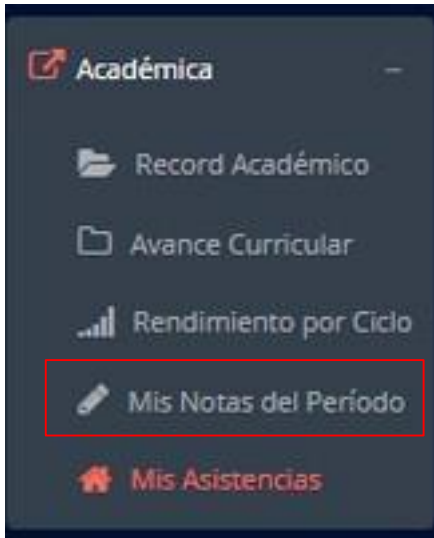 Académica
Record Académico
Avance Curricular
Rendimiento por Ciclo
Mis Notas del Período
Mis Asistencias